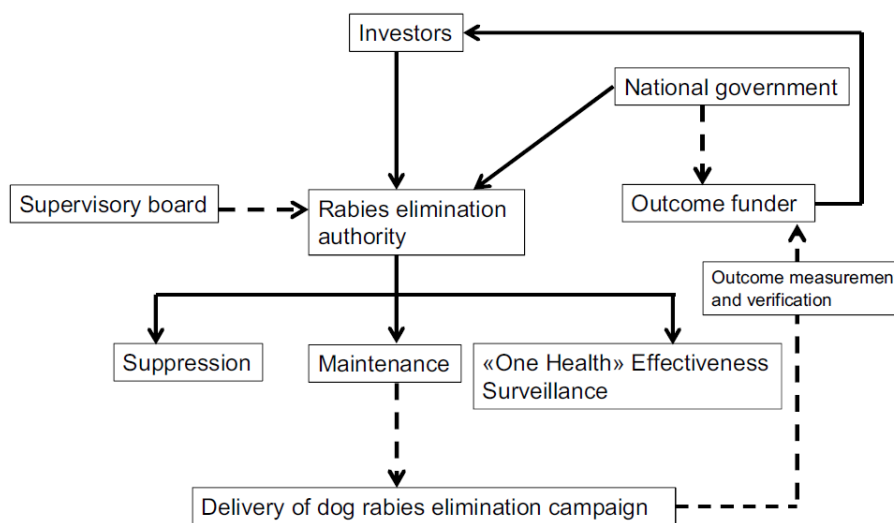 Investors
National government
Supervisory board
Rabies elimination
authority
Outcome funder
Outcome measuremen
and verification
Suppression
Maintenance
«One Health» Effectiveness
Surveillance
Delivery of dog rabies elimination campaign